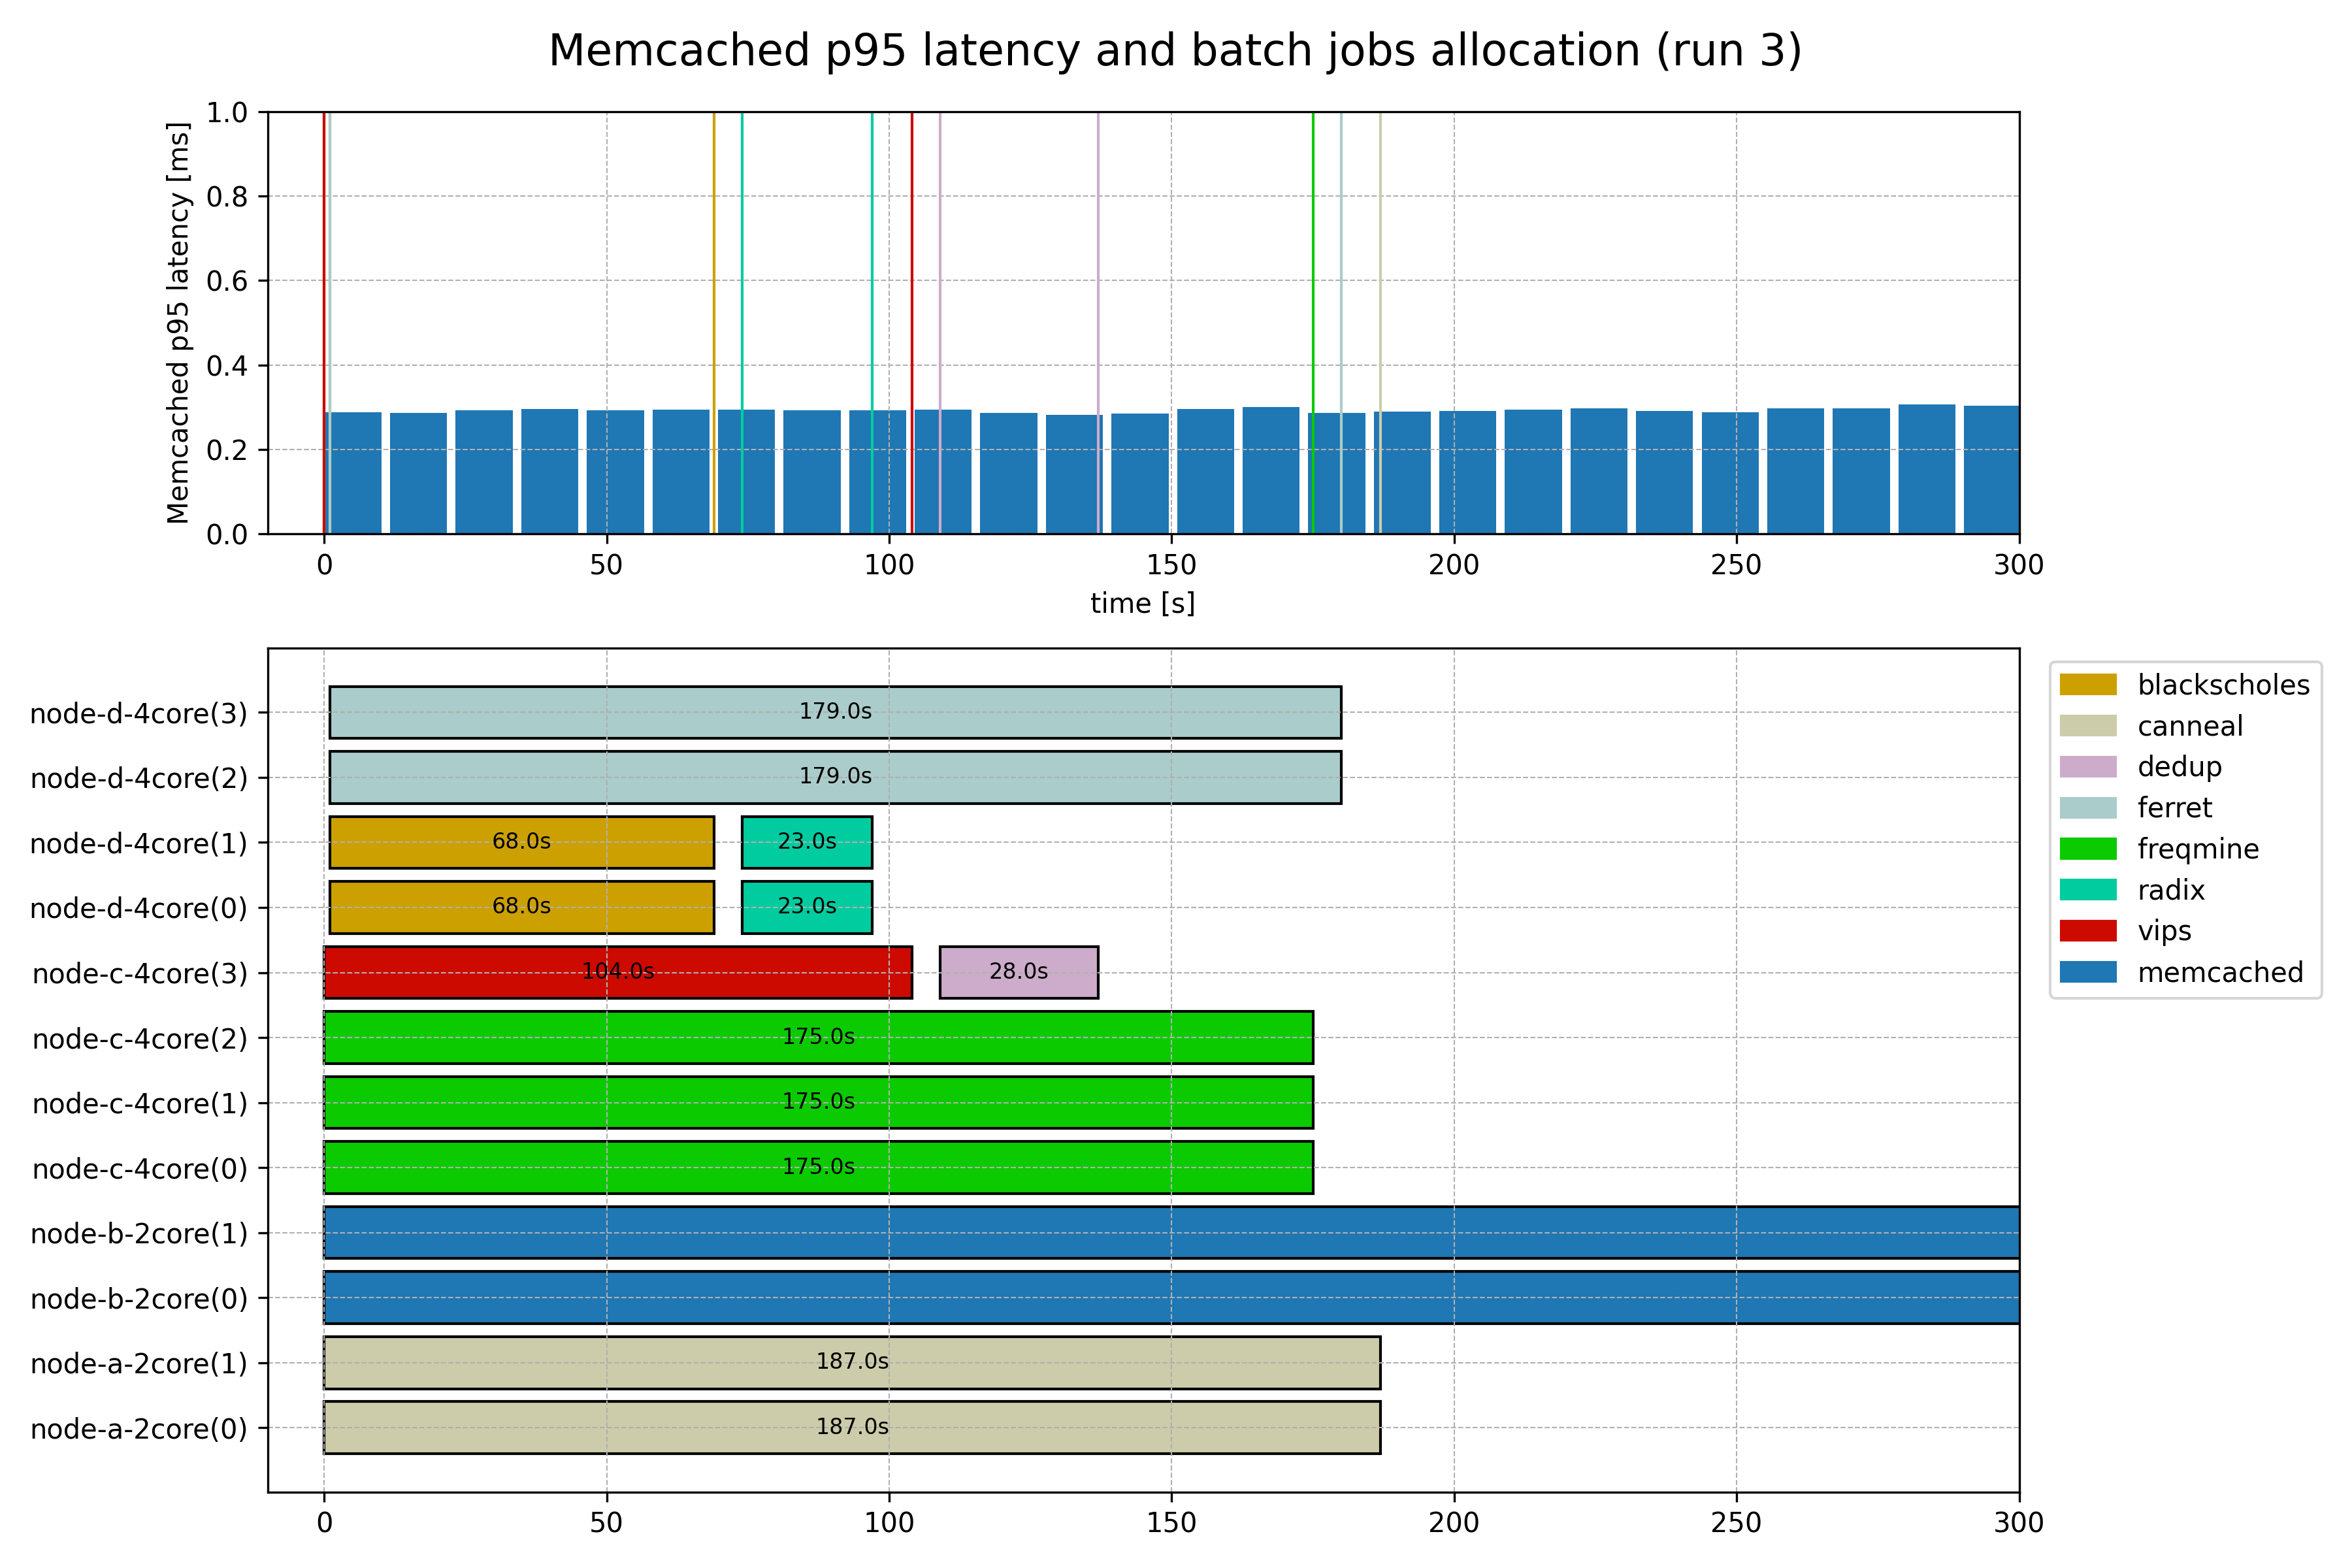 Memcached p95 latency and batch jobs allocation (run 3)
Memcached p95 latency [ms]
1.0
0.8
0.6
0.4
0.2
0.0
0 50 100 150 200 250 300
time [s]
node-d-4core(3) 179.0s
node-d-4core(2) 179.0s
node-d-4core(1) 68.0s 23.0s
node-d-4core(0) 68.0s 23.0s
node-c-4core(3) 104.0s 28.0s
node-c-4core(2) 175.0s
node-c-4core(1) 175.0s
node-c-4core(0) 175.0s
node-b-2core(1)
node-b-2core(0)
node-a-2core(1) 187.0s
node-a-2core(0) 187.0s
0 50 100 150 200 250 300
blackscholes
canneal
dedup
ferret
freqmine
radix
vips
memcached